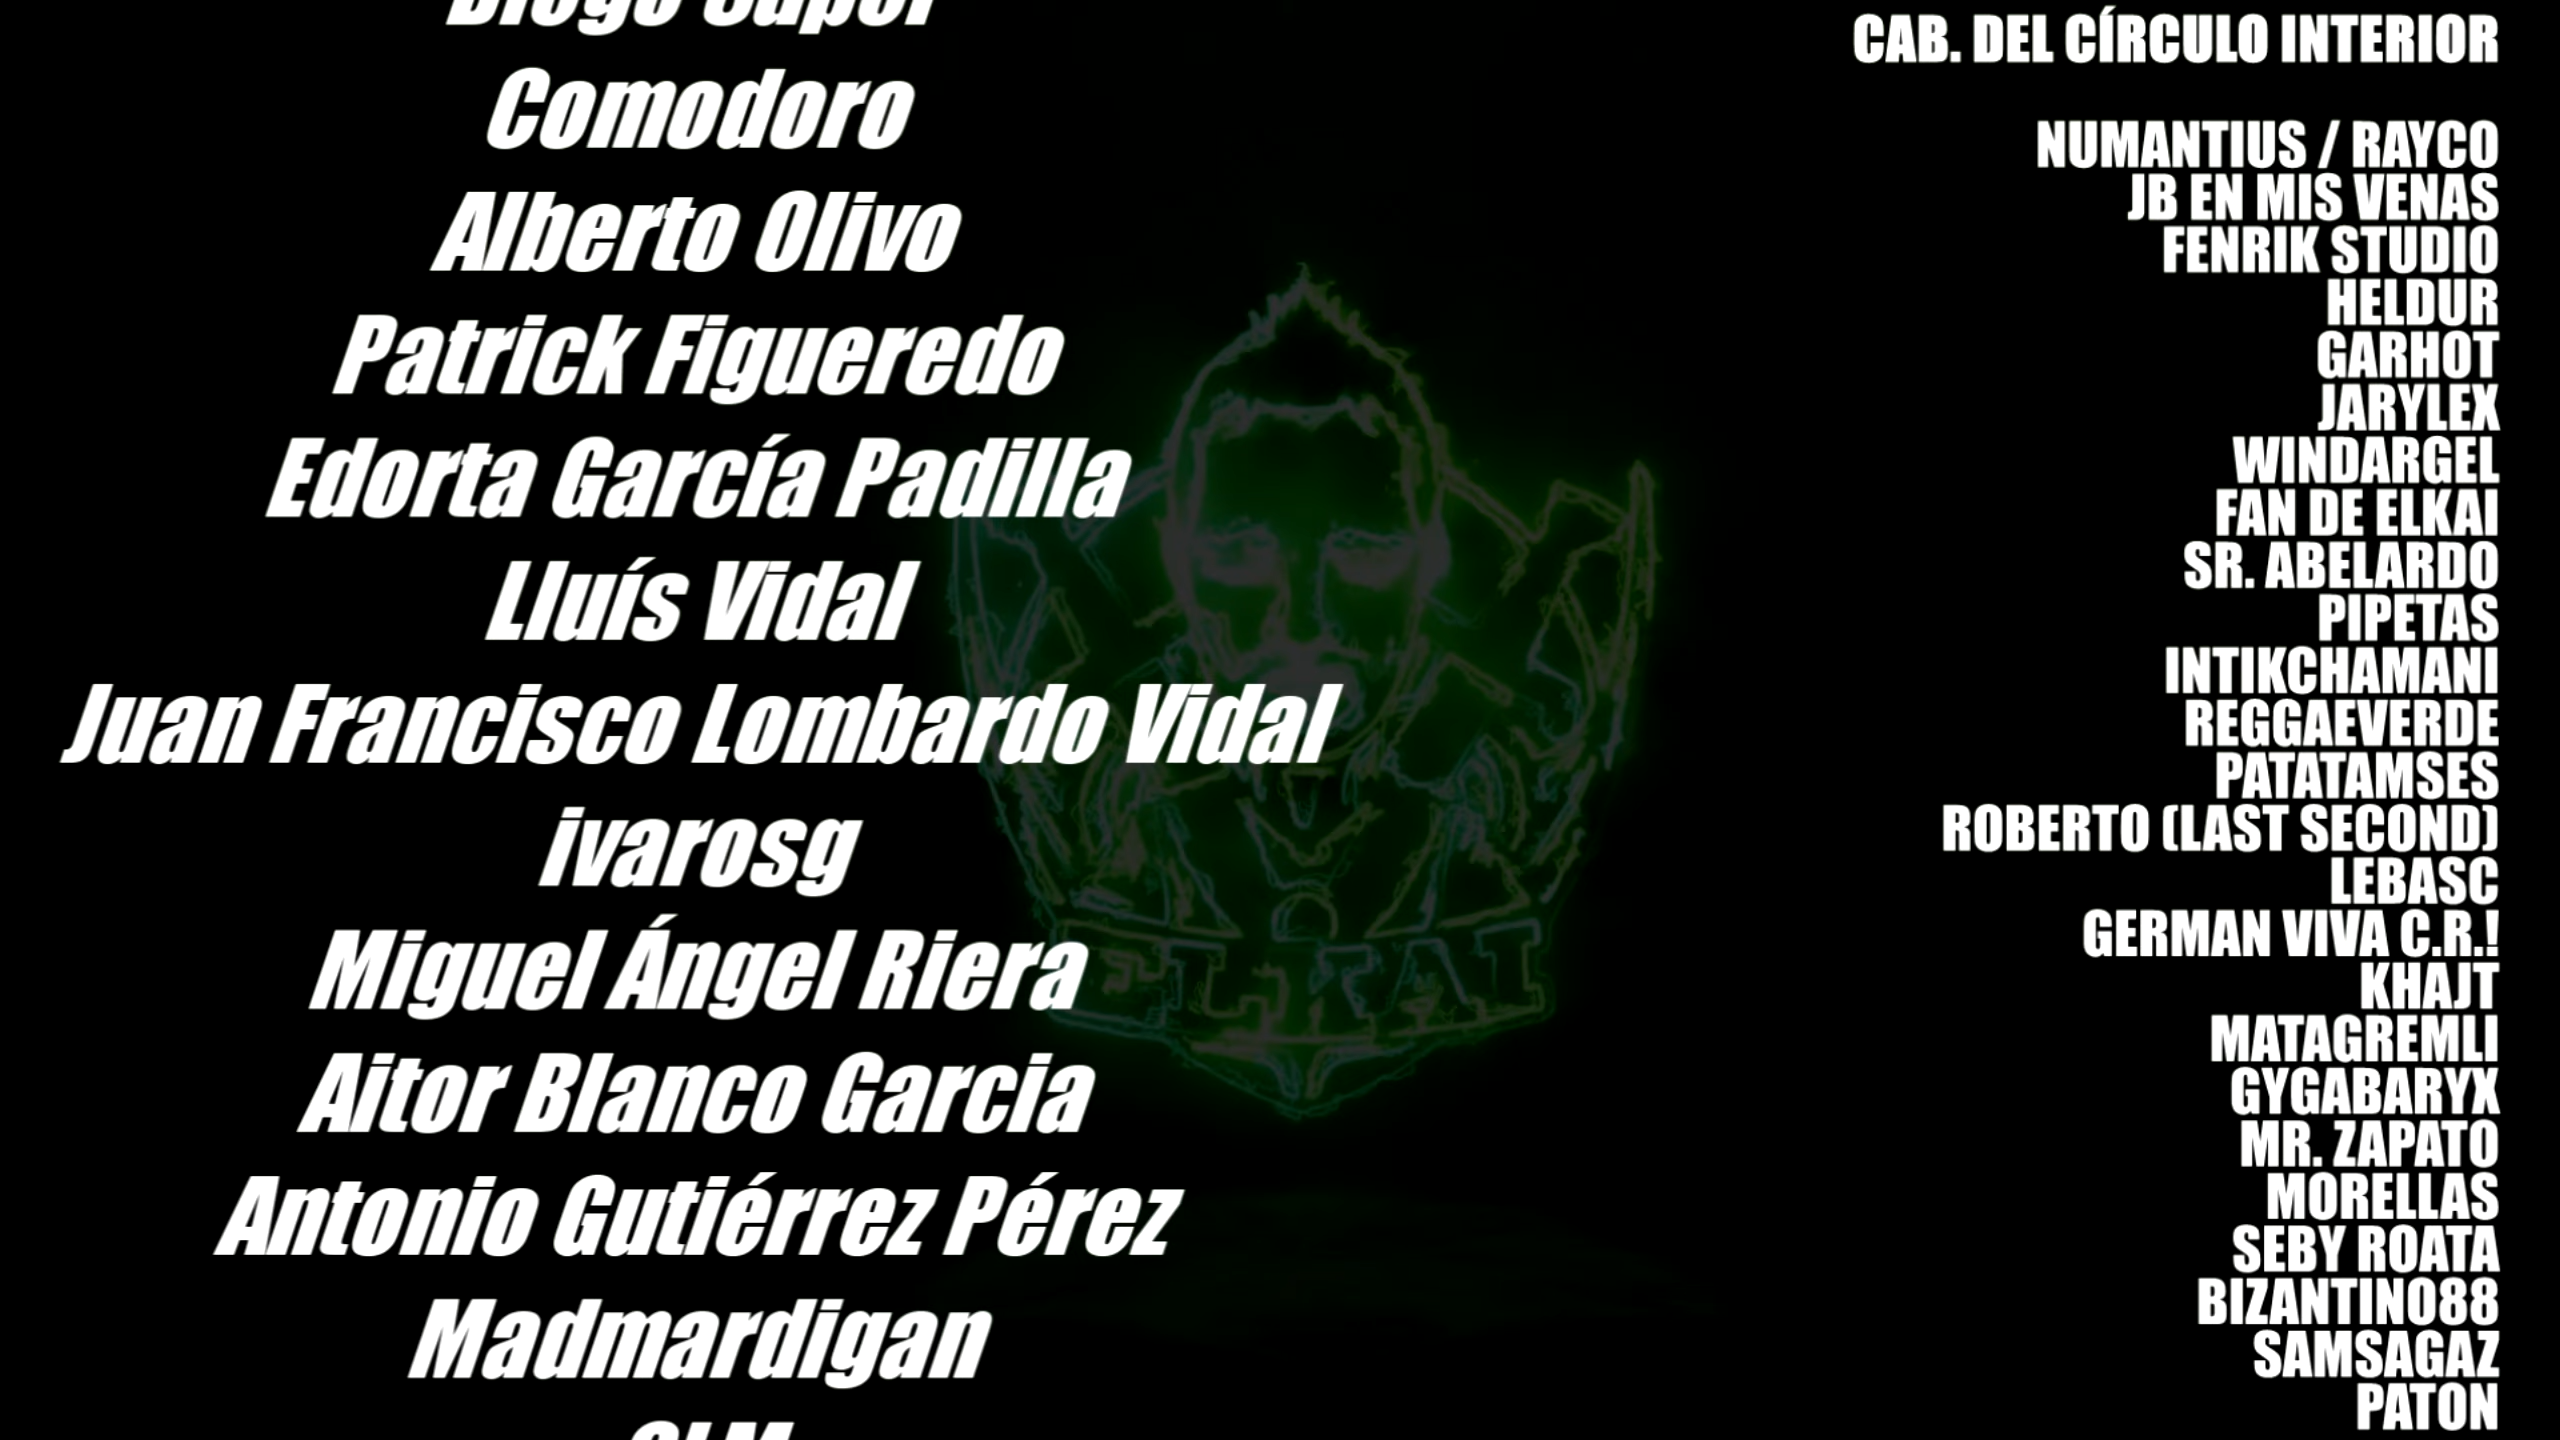 Comodoro
Alberto Olivo
Patrick Figueredo
Edorta García Padilla
Lluís Vidal
Juan Francisco Lombardo Vidal
ivarosg
Miguel Ángel Riera
Aitor Blanco Garcia
Antonio Gutiérrez Pérez
Madmardigan
CAB. DEL CÍRCULO INTERIOR
NUMANTIUS / RAYCO
JB EN MIS VENAS
FENRIK STUDIO
HELDUR
GARHOT
JARYLEX
WINDARGEL
FAN DE ELKAI
SR. ABELARDO
PIPETAS
INTIKCHAMANI
REGGAEVERDE
PATATAMSES
ROBERTO (LAST SECOND)
LEBASC
GERMAN VIVA C.R.!
KHAJT
MATAGREMLI
GYGABARYX
MR. ZAPATO
MORELLAS
SEBY ROATA
BIZANTINO88
SAMSAGAZ
PATON